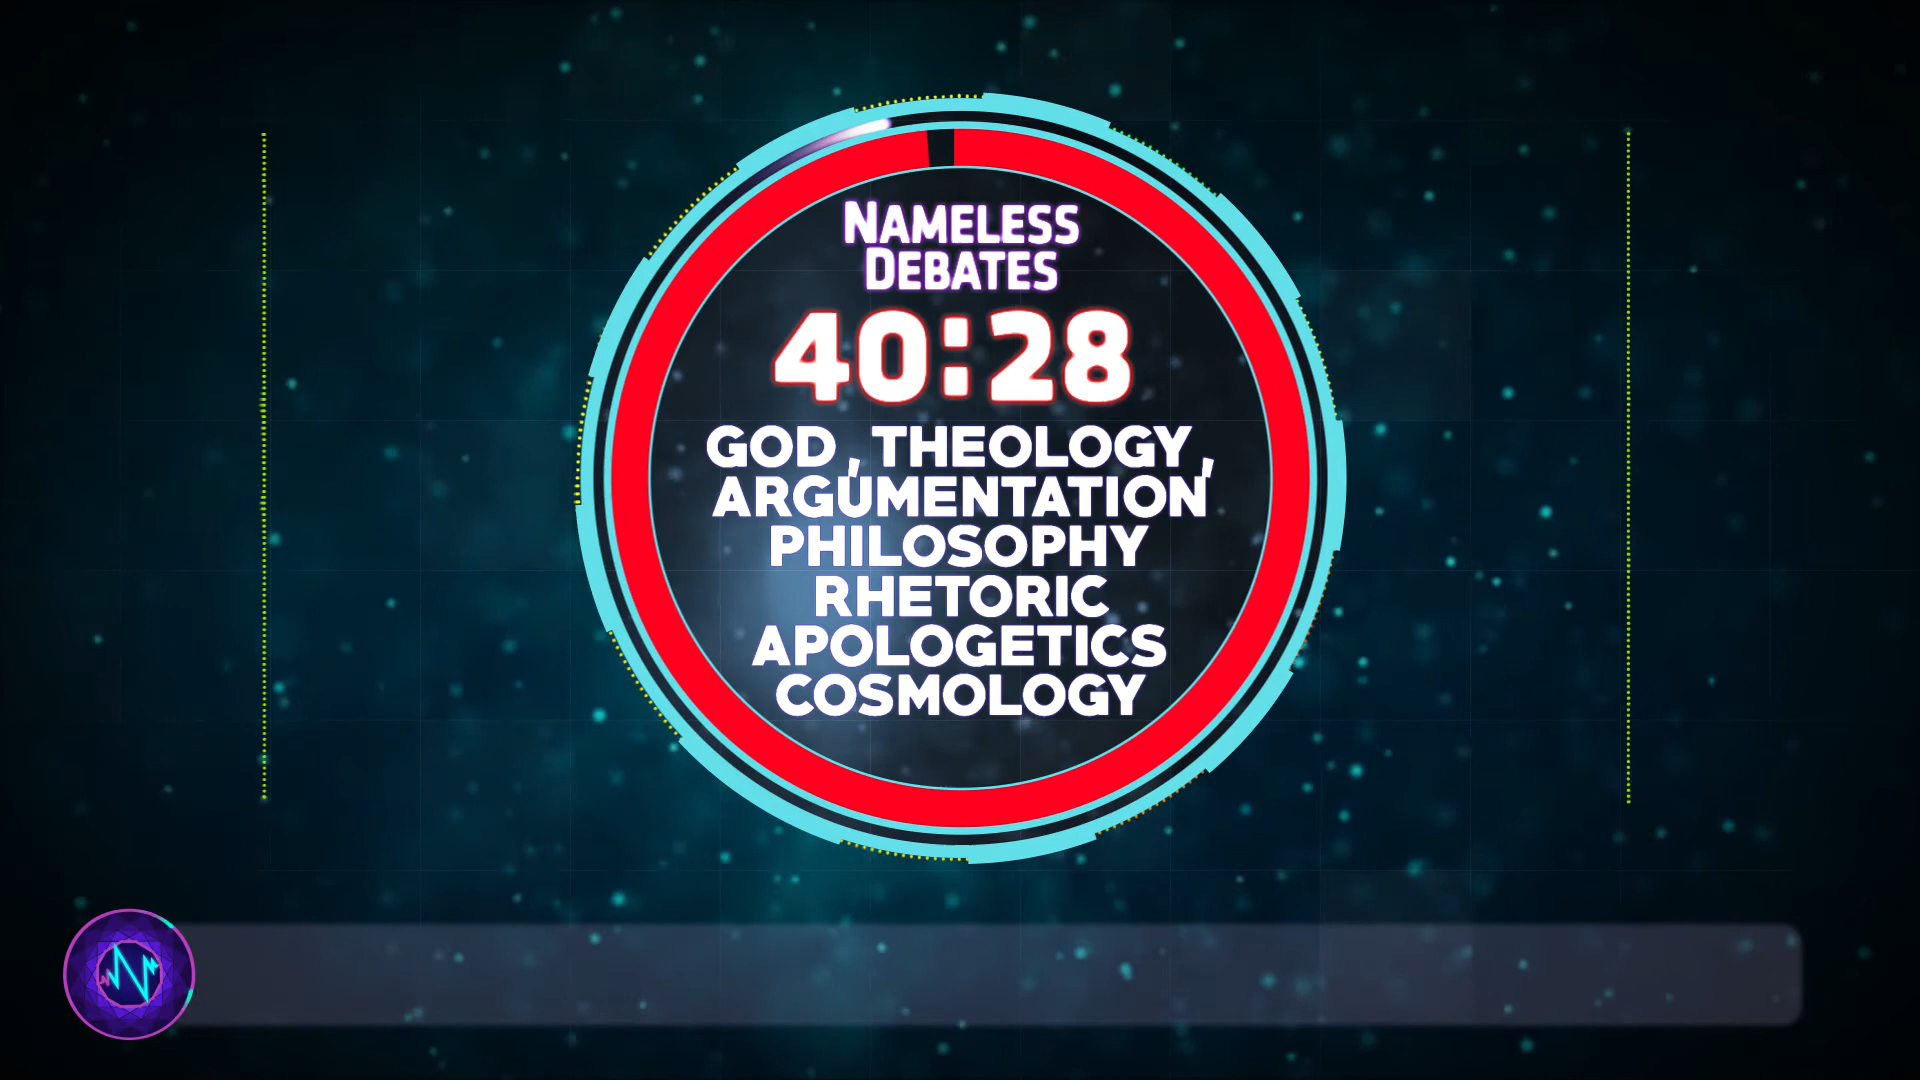 NAMELESS
DEBATES
40:28
GOD , THEOLOGY ,
ARGUMENTATION
PHILOSOPHY
RHETORIC
APOLOGETICS
COSMOLOGY